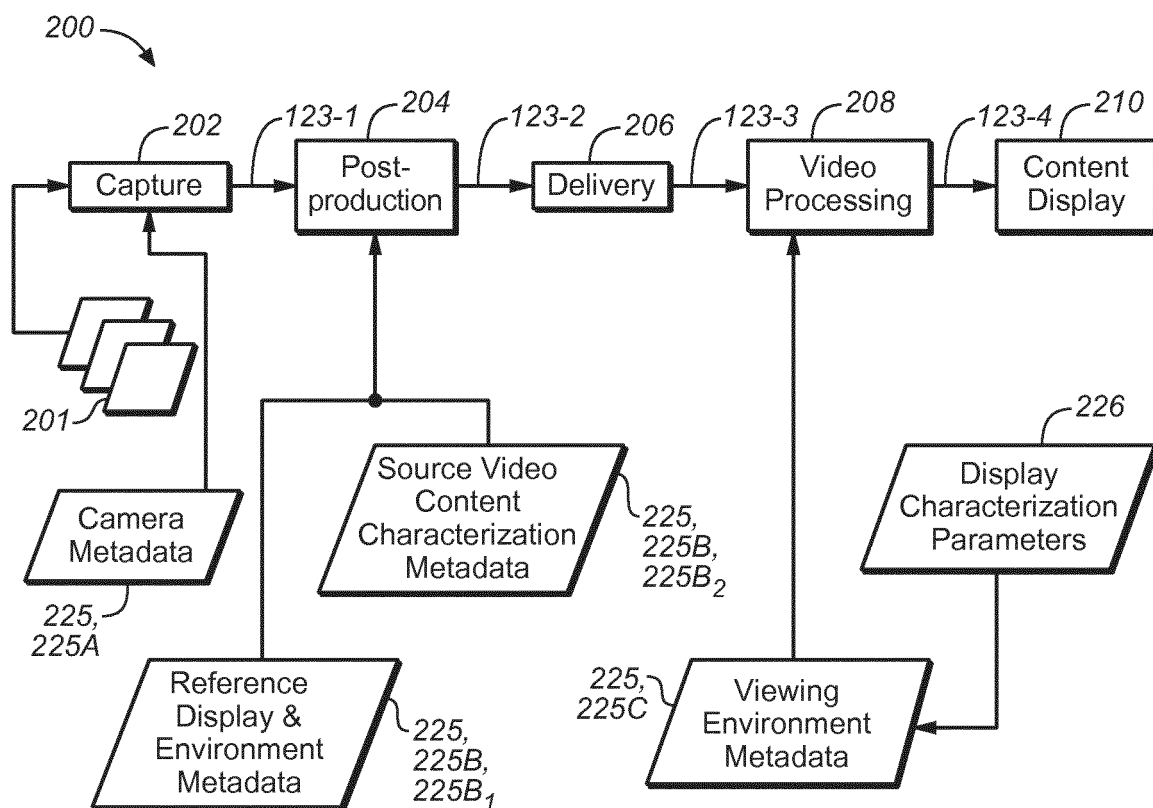 200
202
123-1
204
123-2
206
123-3
208
123-4
210
Capture
Post-
production
Delivery
Video
Processing
Content
Display
201
Camera
Metadata
225,
225A
Source Video
Content
Characterization
Metadata
225,
225B,
225B2
226
Display
Characterization
Parameters
Reference
Display &
Environment
Metadata
225,
225B,
225B1
225,
225C
Viewing
Environment
Metadata